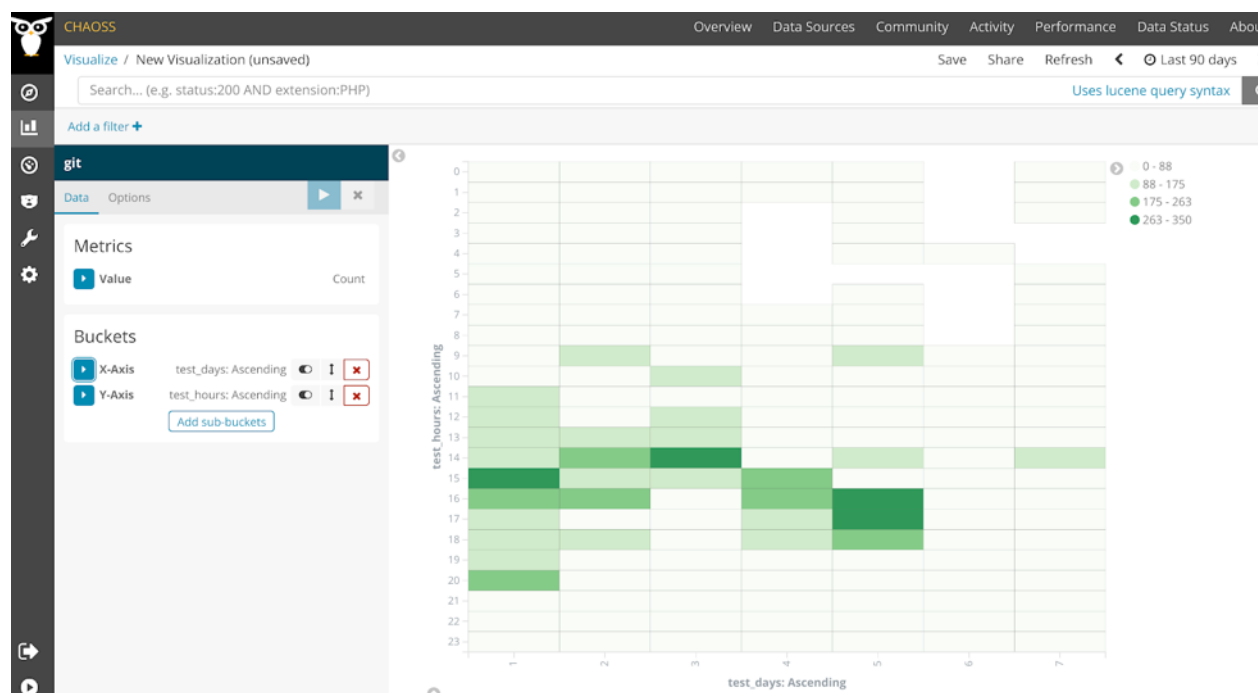 CHAOSS Overview Data Sources Community Activity Performance Data Status
Visualize / New Visualization (unsaved) Save Share Refresh Last 90 days
Search... (e.g. status:200 AND extension:PHP) Uses lucene query syntax
Add a filter +
git
Data Options
Metrics
Value Count
Buckets
X-Axis test_days: Ascending
Y-Axis test_hours: Ascending
Add sub-buckets
test_hours: Ascending
0
1
2
3
4
5
6
7
8
9
10
11
12
13
14
15
16
17
18
19
20
21
22
23
1 2 3 4 5 6 7
test_days: Ascending
0 - 88
88 - 175
175 - 263
263 - 350